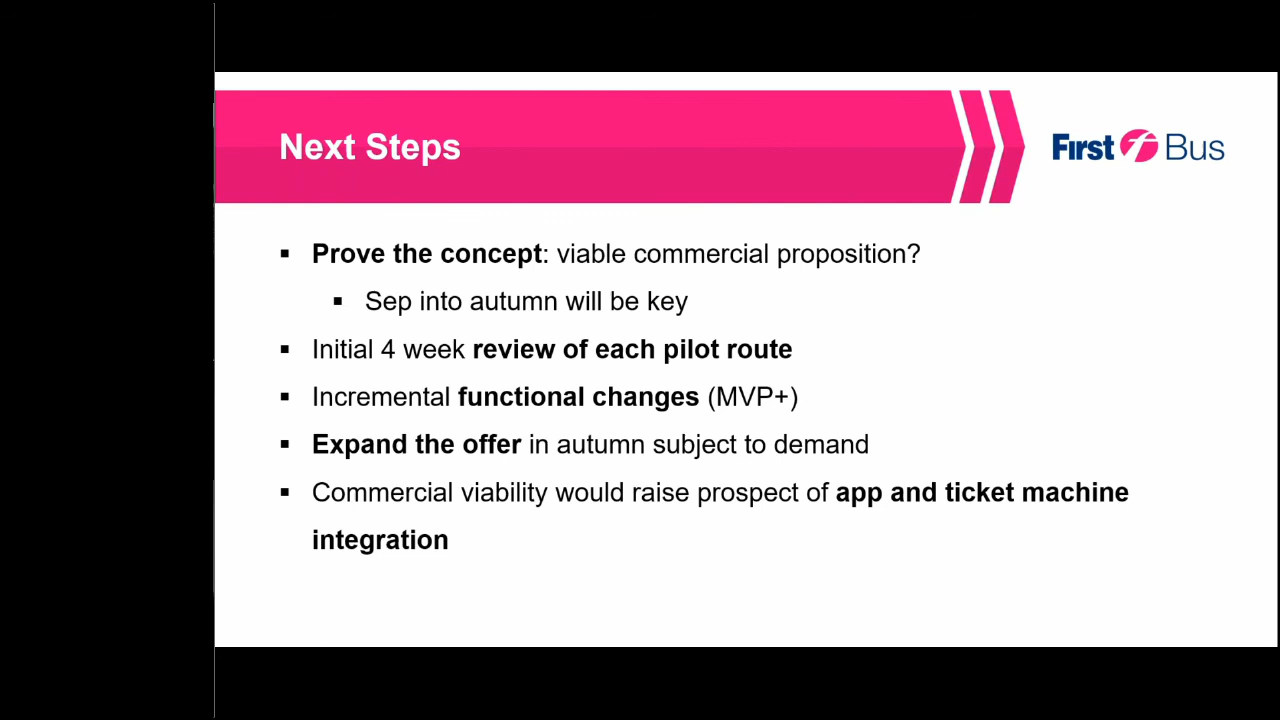 Next Steps
First Bus
▪ Prove the concept: viable commercial proposition?
▪ Sep into autumn will be key
▪ Initial 4 week review of each pilot route
▪ Incremental functional changes (MVP+)
▪ Expand the offer in autumn subject to demand
▪ Commercial viability would raise prospect of app and ticket machine
integration